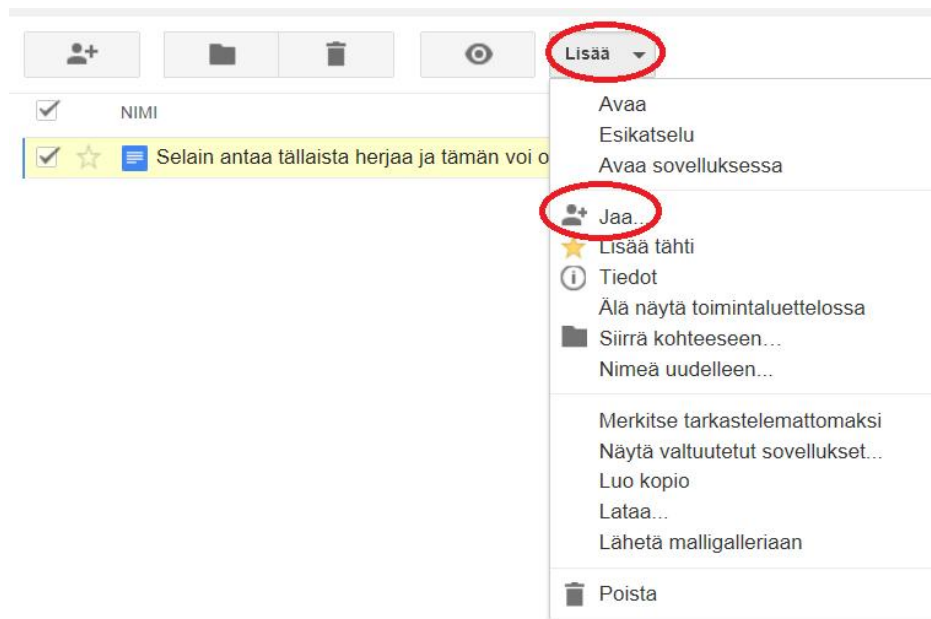 Lisää
NIMI
Selain antaa tällaista herjaa ja tämän voi o
Avaa
Esikatselu
Avaa sovelluksessa
Jaa...
Lisää tähti
Tiedot
Älä näytä toimintaluettelossa
Siirrä kohteeseen...
Nimeä uudelleen...
Merkitse tarkastelemattomaksi
Näytä valtuutetut sovellukset...
Luo kopio
Lataa...
Lähetä malligalleriaan
Poista